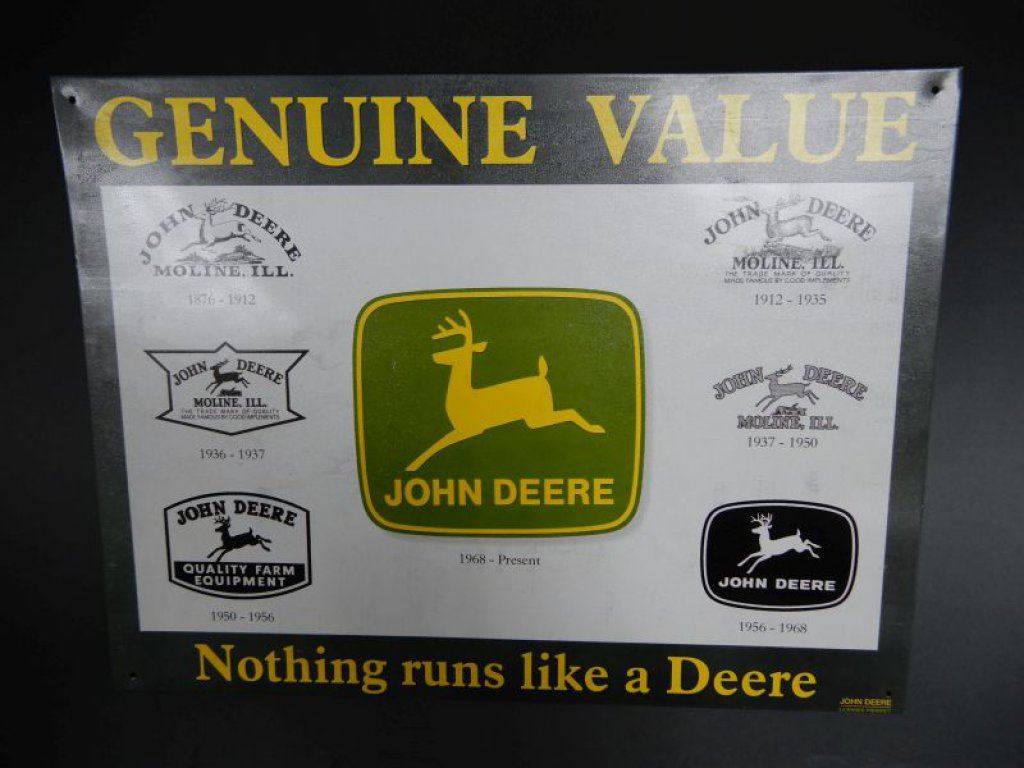 GENUINE VALUE
JOHN DEERE
MOLINE, ILL.
1876 - 1912
JOHN DEERE
MOLINE, ILL.
THE TRADE MARK OF QUALITY
MADE FAMOUS BY GOOD IMPLEMENTS
1912 - 1935
JOHN DEERE
MOLINE, ILL.
THE TRADE MARK OF QUALITY
MADE FAMOUS BY GOOD IMPLEMENTS
1936 - 1937
JOHN DEERE
MOLINE, ILL.
1937 - 1950
JOHN DEERE
1968 - Present
JOHN DEERE
QUALITY FARM
EQUIPMENT
1950 - 1956
JOHN DEERE
1956 - 1968
Nothing runs like a Deere
JOHN DEERE